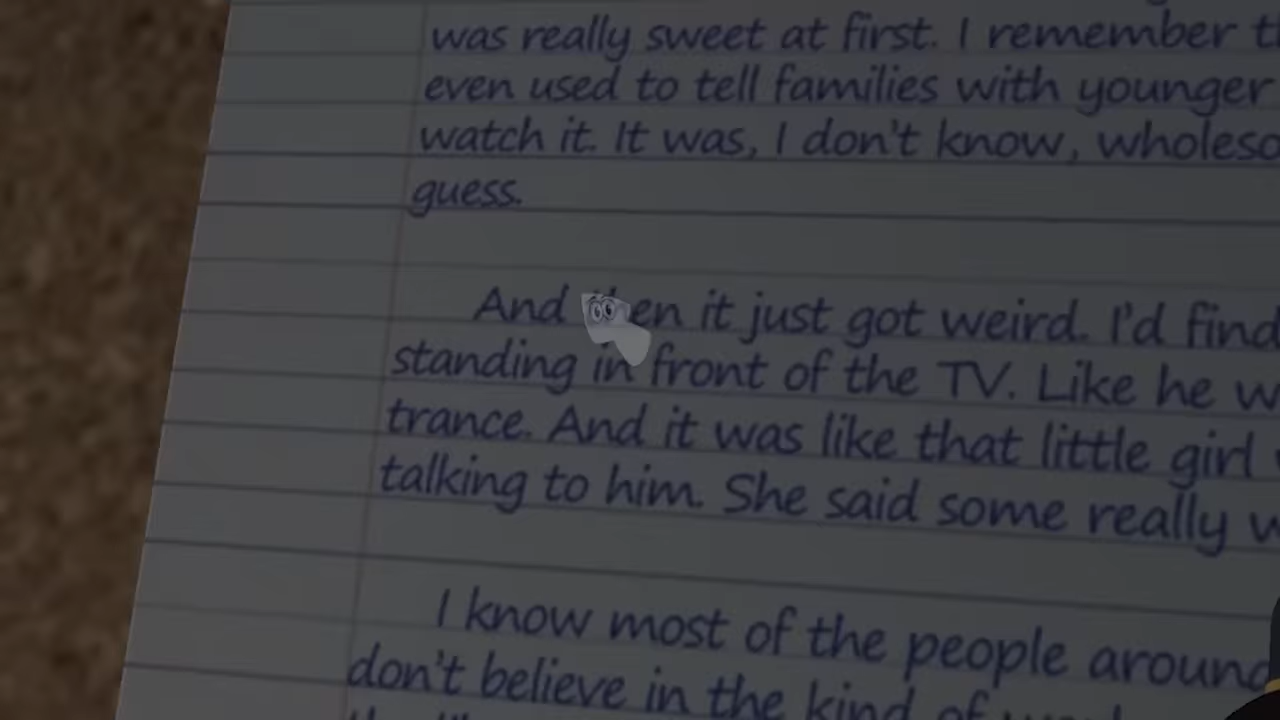 was really sweet at first. I remember
even used to tell families with younger
watch it. It was, I don't know,
guess.
And then it just got weird. I'd find
standing in front of the TV. Like he
trance. And it was like that little girl
talking to him. She said some really
I know most of the people around
don't believe in the kind of